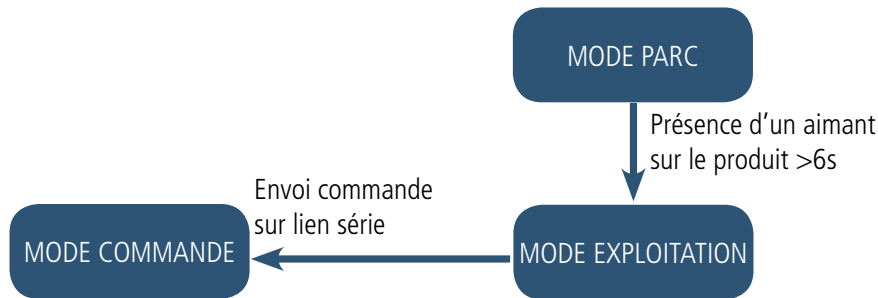 MODE PARC
Présence d’un aimant
sur le produit >6s
Envoi commande
sur lien série
MODE COMMANDE
MODE EXPLOITATION